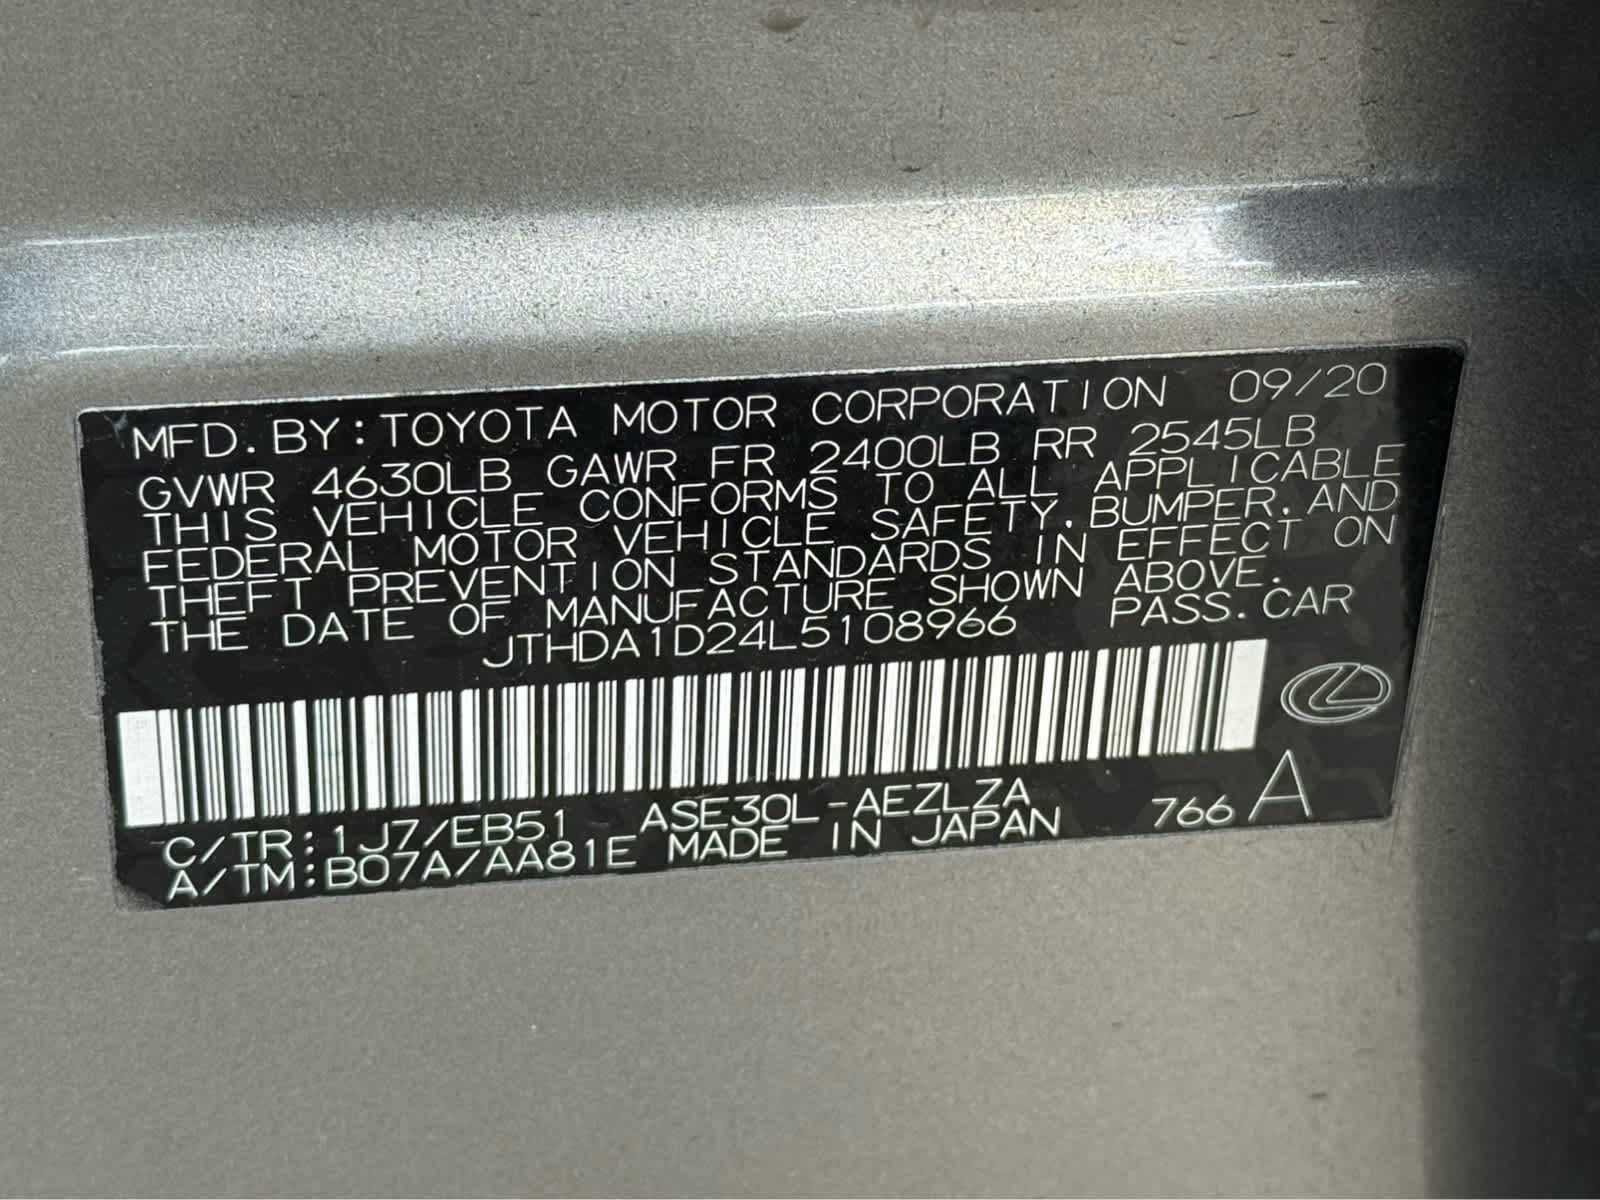 MFD. BY: TOYOTA MOTOR CORPORATION 09/20
GVWR 4630LB GAWR FR 2400LB RR 2545LB
THIS VEHICLE CONFORMS TO ALL APPLICABLE
FEDERAL MOTOR VEHICLE SAFETY. BUMPER. AND
THEFT PREVENTION STANDARDS IN EFFECT ON
THE DATE OF MANUFACTURE SHOWN ABOVE.
JTHDA1D24L5108966 PASS. CAR
C/TR: 1J7/EB51 ASE30L-AEZLZA 766 A
A/TM: B07A/AA81E MADE IN JAPAN